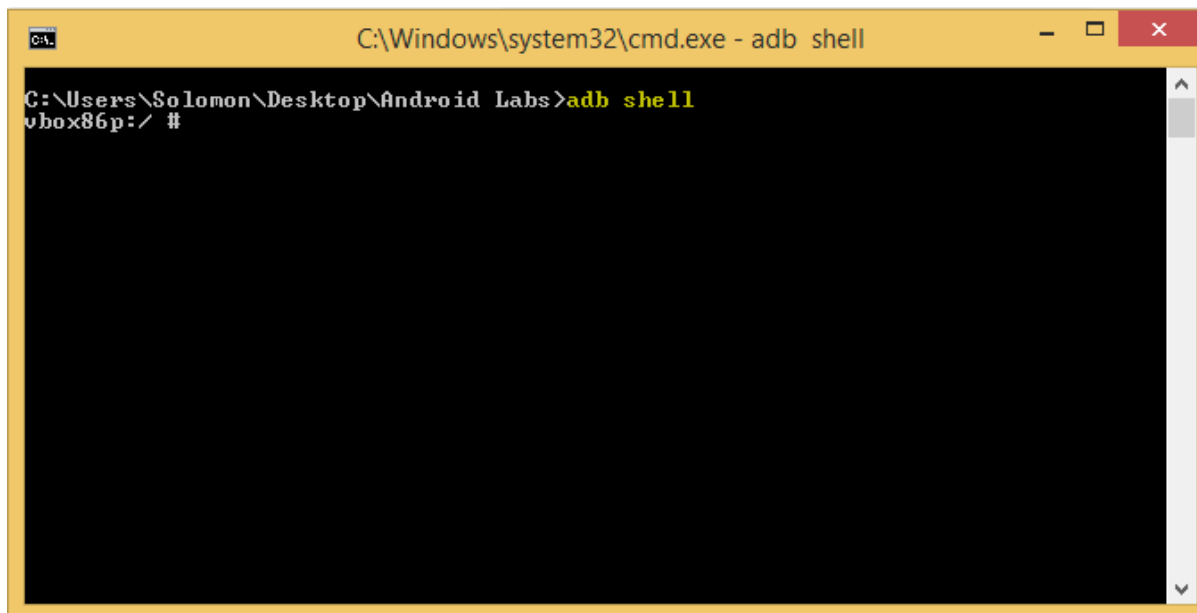 C:\Windows\system32\cmd.exe - adb  shell
C:\Users\Solomon\Desktop\Android Labs>adb shell
vbox86p:/ #